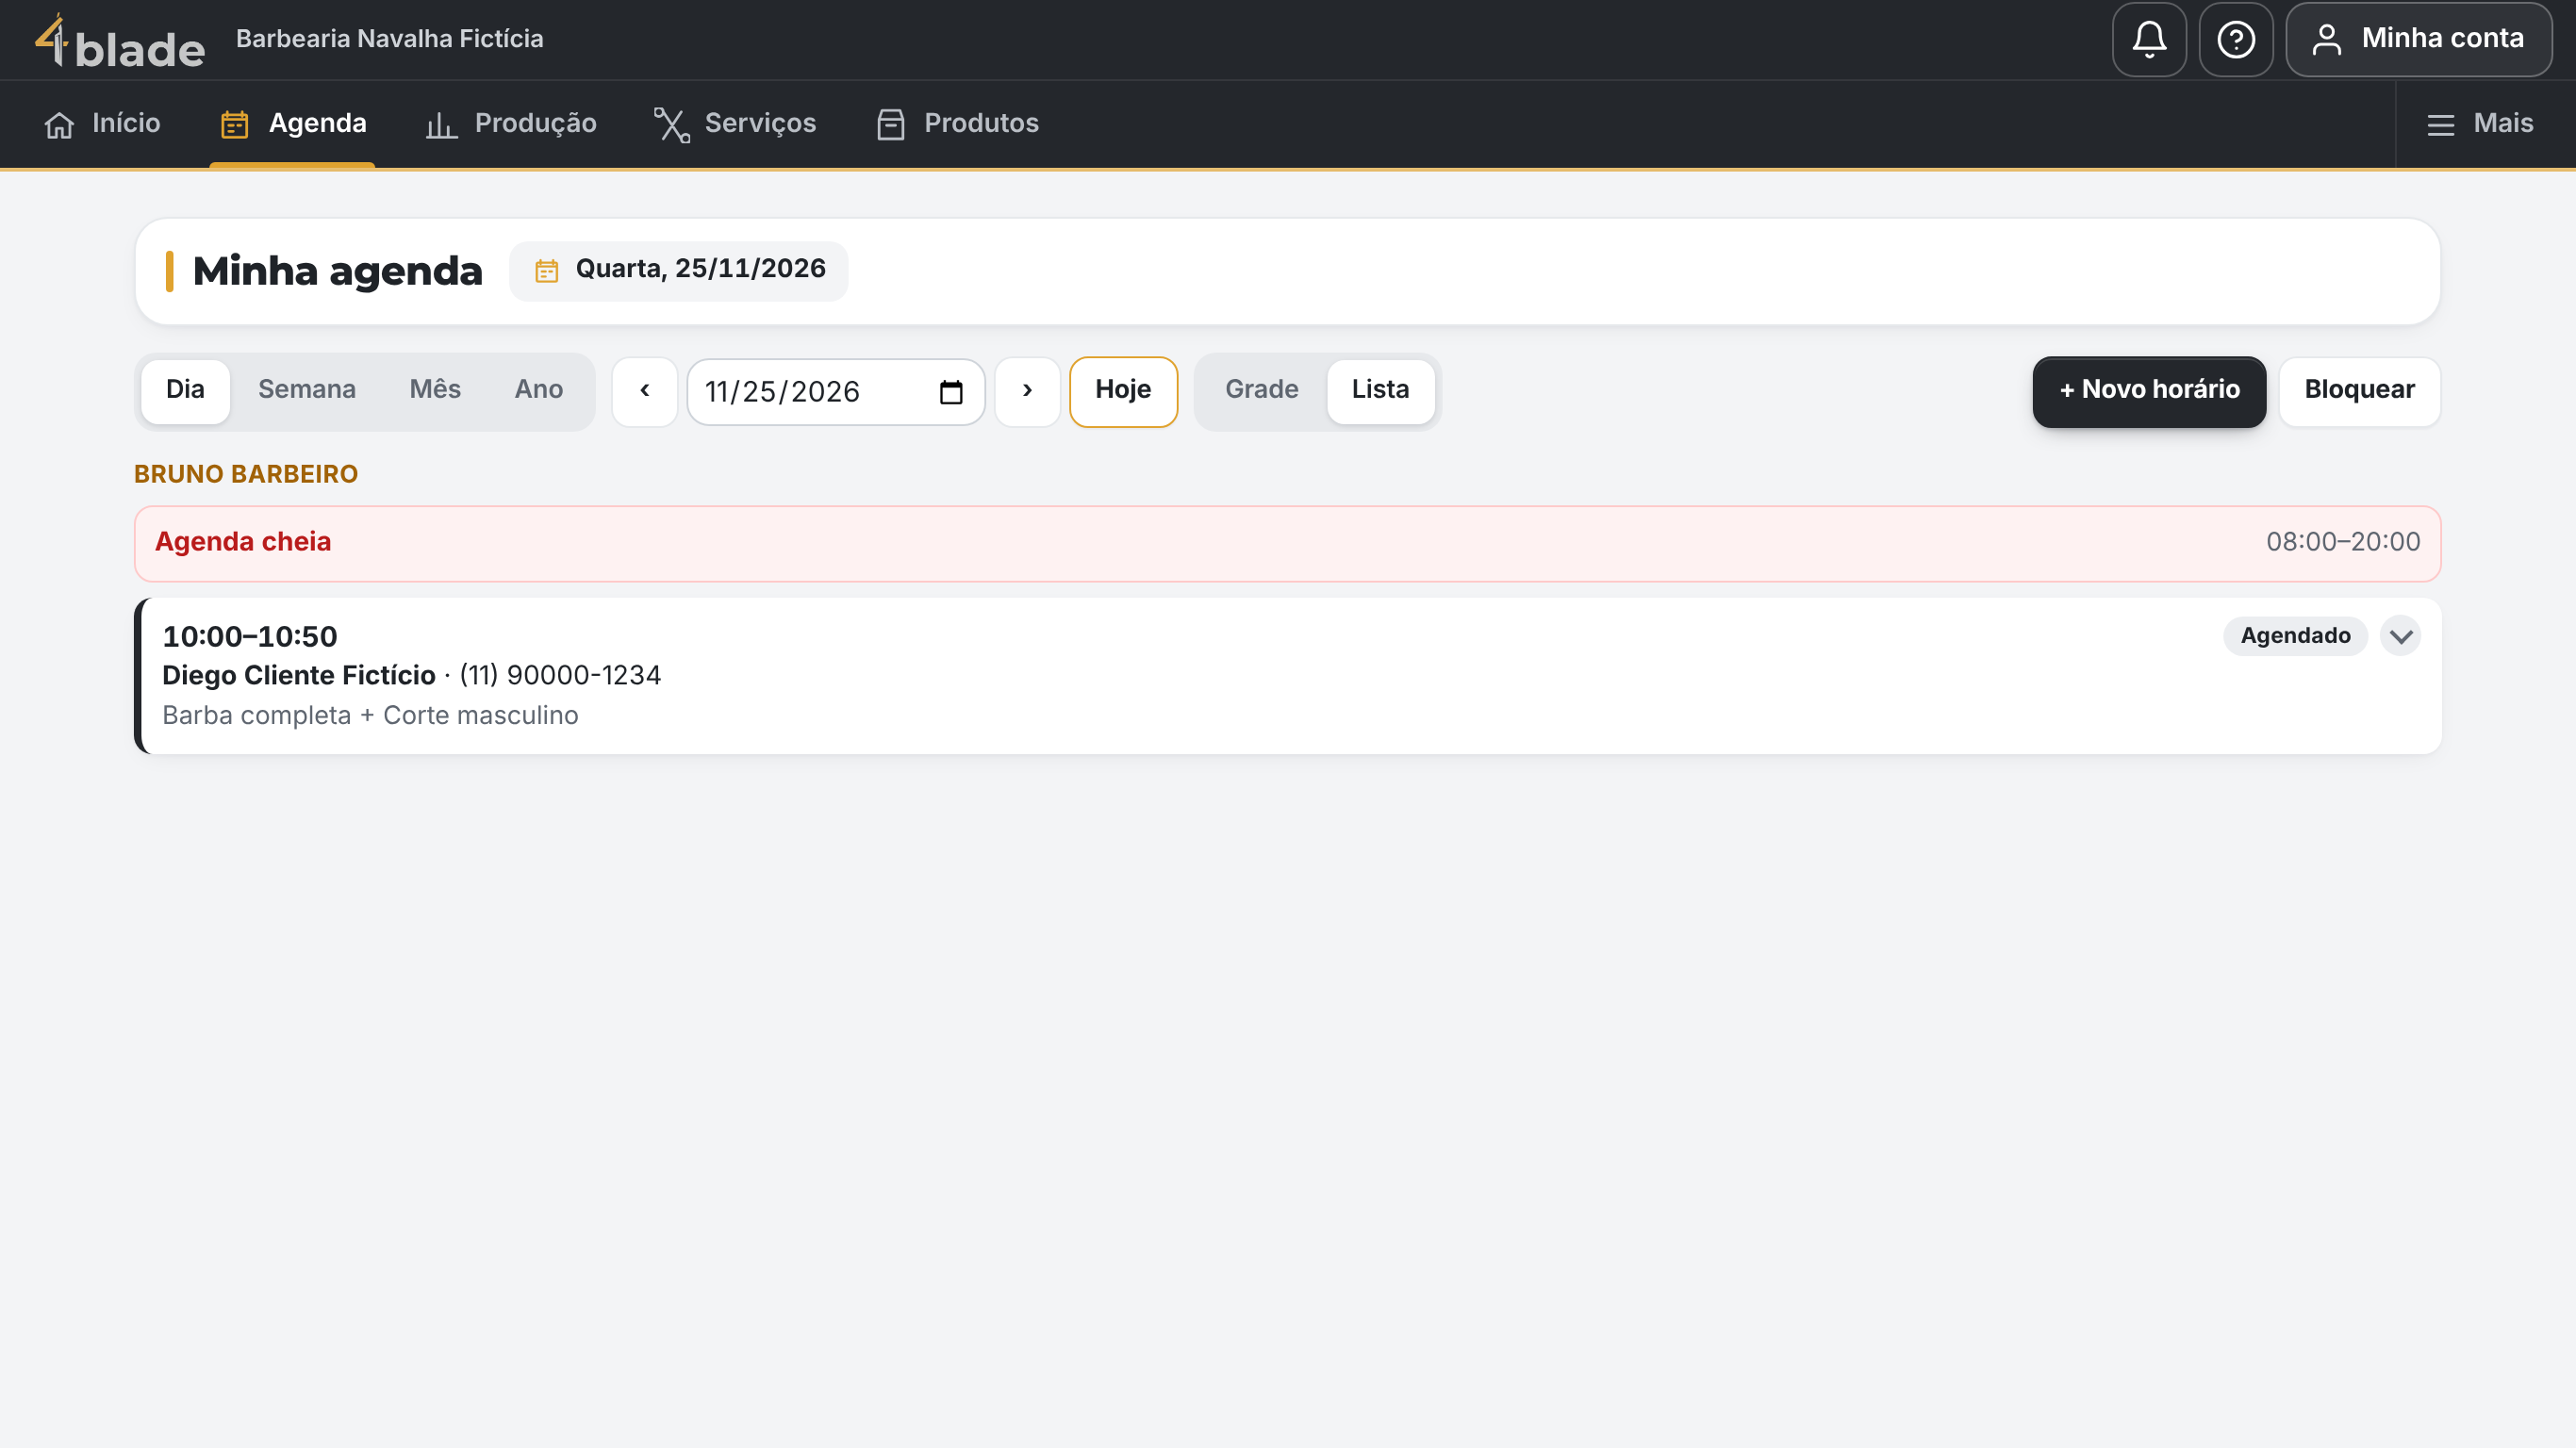 4blade
Barbearia Navalha Fictícia
Minha conta
Início
Agenda
Produção
Serviços
Produtos
Mais
Minha agenda
Quarta, 25/11/2026
Dia
Semana
Mês
Ano
‹
11/25/2026
›
Hoje
Grade
Lista
+ Novo horário
Bloquear
BRUNO BARBEIRO
Agenda cheia
08:00–20:00
10:00–10:50
Agendado
Diego Cliente Fictício · (11) 90000-1234
Barba completa + Corte masculino